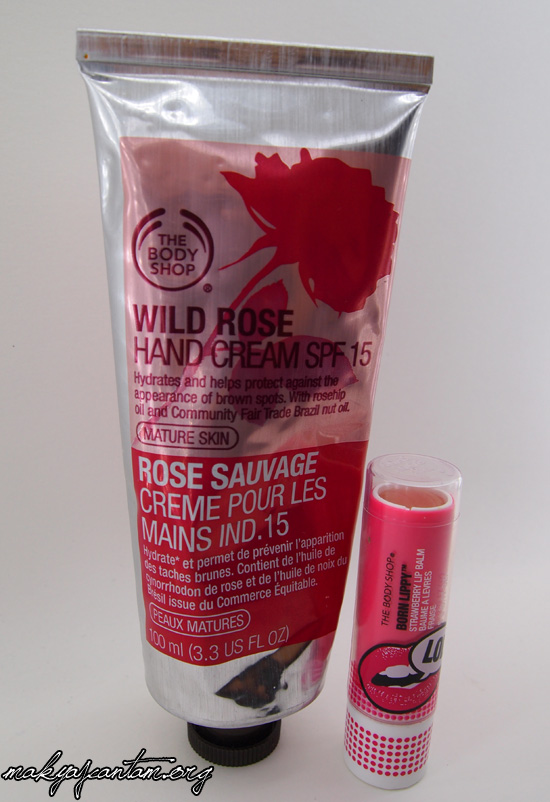 THE
BODY
SHOP
®
WILD ROSE
HAND CREAM SPF 15
Hydrates and helps protect against the
appearance of brown spots. With rosehip
oil and Community Fair Trade Brazil nut oil.
MATURE SKIN
ROSE SAUVAGE
CREME POUR LES
MAINS IND.15
Hydrate* et permet de prévenir l'apparition
des taches brunes. Contient de l'huile de
cynorrhodon de rose et de l'huile de noix du
Brésil issue du Commerce Équitable.
PEAUX MATURES
100 ml (3.3 US FL OZ)
THE BODY SHOP®
BORN LIPPY™
STRAWBERRY LIP BALM
BAUME À LÈVRES
FRAISE
makyajcantam.org